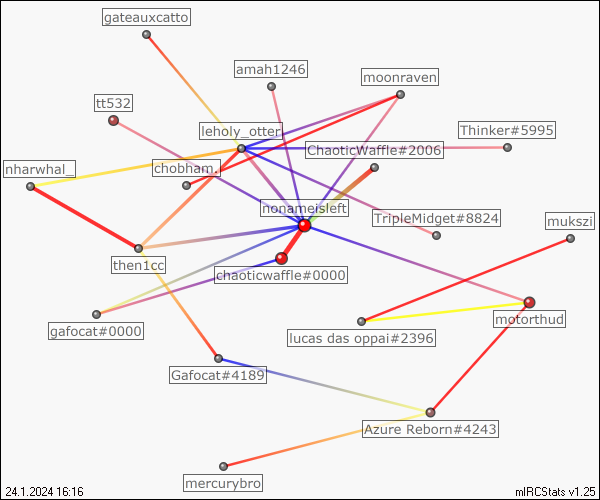 gateauxcatto
amah1246
moonraven
tt532
leholy_otter
Thinker#5995
ChaoticWaffle#2006
nharwhal_
chobham.
nonameisleft
TripleMidget#8824
mukszi
then1cc
chaoticwaffle#0000
gafocat#0000
motorthud
lucas das oppai#2396
Gafocat#4189
Azure Reborn#4243
mercurybro
24.1.2024 16:16
mIRCStats v1.25